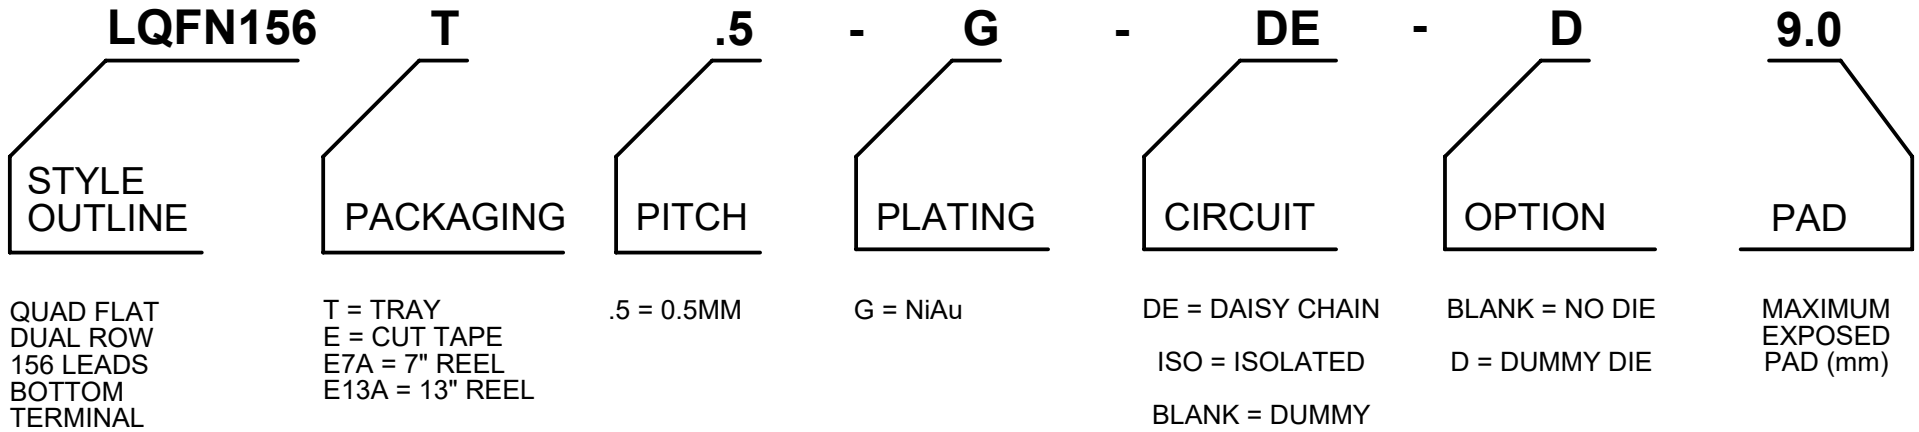 LQFN156 T .5 - G - DE - D 9.0
STYLE
OUTLINE
PACKAGING
PITCH
PLATING
CIRCUIT
OPTION
PAD
QUAD FLAT
DUAL ROW
156 LEADS
BOTTOM
TERMINAL
T = TRAY
E = CUT TAPE
E7A = 7" REEL
E13A = 13" REEL
.5 = 0.5MM
G = NiAu
DE = DAISY CHAIN
ISO = ISOLATED
BLANK = DUMMY
BLANK = NO DIE
D = DUMMY DIE
MAXIMUM
EXPOSED
PAD (mm)